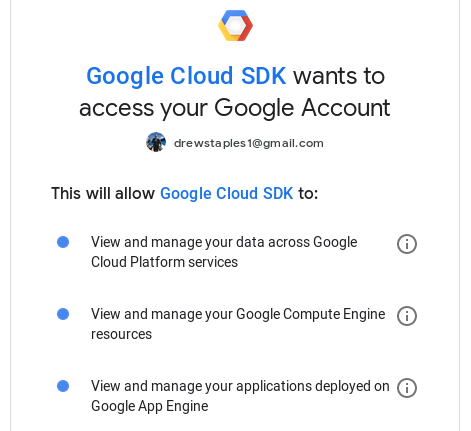 Google Cloud SDK wants to
access your Google Account
drewstaples1@gmail.com
This will allow Google Cloud SDK to:
View and manage your data across Google
Cloud Platform services
View and manage your Google Compute Engine
resources
View and manage your applications deployed on
Google App Engine